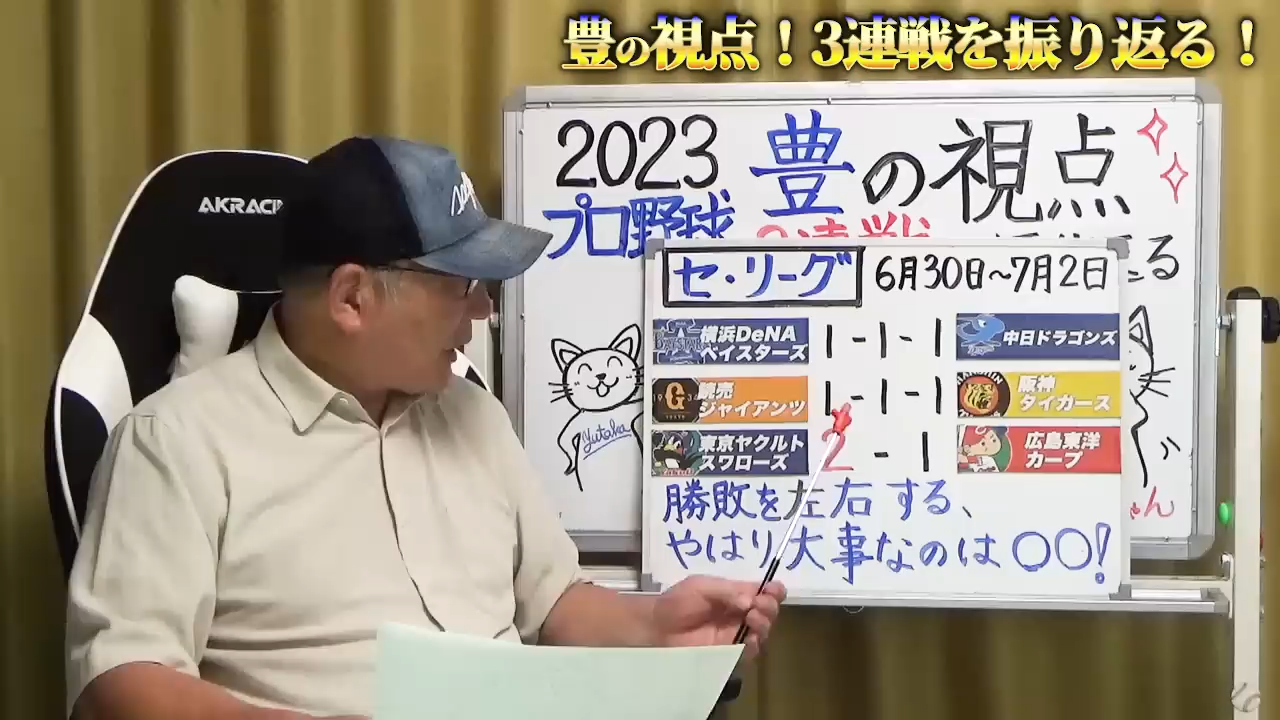 豊の視点！3連戦を振り返る！
2023 豊の視点
プロ野球
セ・リーグ 6月30日～7月2日
横浜DeNA
ベイスターズ
1-1-1
中日ドラゴンズ
読売
ジャイアンツ
1-1-1
阪神
タイガース
東京ヤクルト
スワローズ
2-1
広島東洋
カープ
勝敗を左右する、
やはり大事なのは〇〇!
Yutaka
AKRACIN